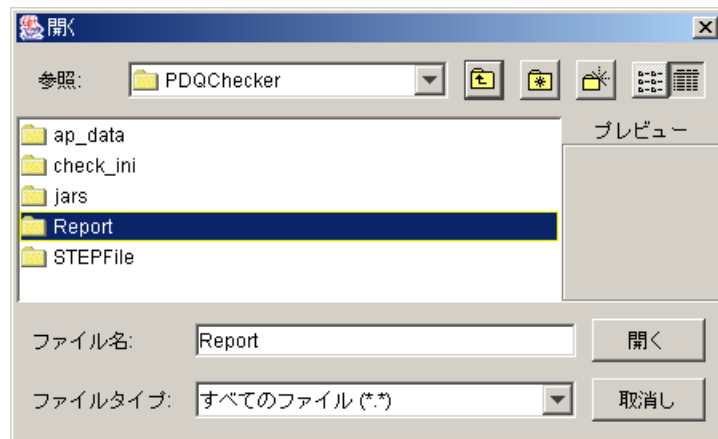 開く
参照: PDQChecker
プレビュー
ap_data
check_ini
jars
Report
STEPFile
ファイル名: Report 開く
ファイルタイプ: すべてのファイル (*.*) 取消し